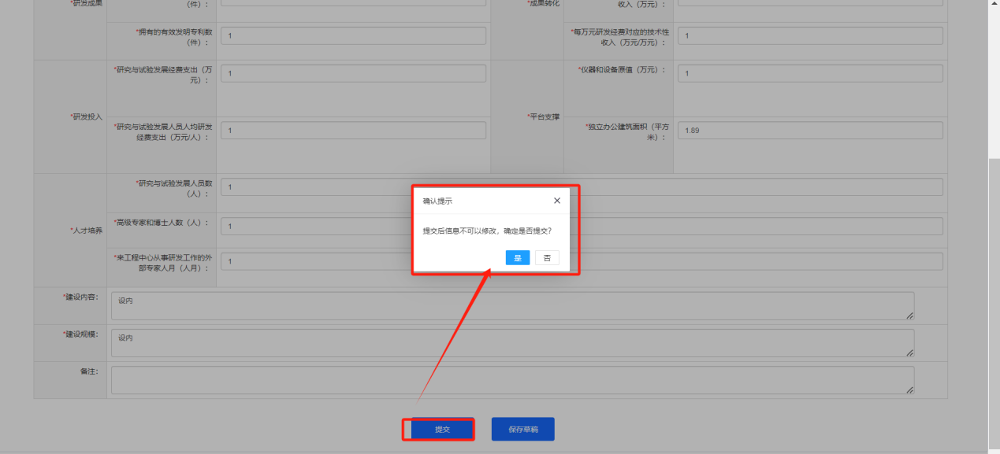 *研发成果
（件）：
*成果转化
收入（万元）：
*拥有的有效发明专利数
（件）：
1
*每万元研发经费对应的技术性
收入（万元/万元）：
1
*研发投入
*研究与试验发展经费支出（万
元）：
1
*平台支撑
*仪器和设备原值（万元）：
1
*研究与试验发展人员人均研发
经费支出（万元/人）：
1
*独立办公建筑面积（平方
米）：
1.89
*人才培养
*研究与试验发展人员数
（人）：
1
*高级专家和博士人数（人）：
1
*来工程中心从事研发工作的外
部专家人月（人月）：
1
确认提示
提交后信息不可以修改，确定是否提交？
是
否
*建设内容：
设内
*建设规模：
设内
备注：
提交
保存草稿